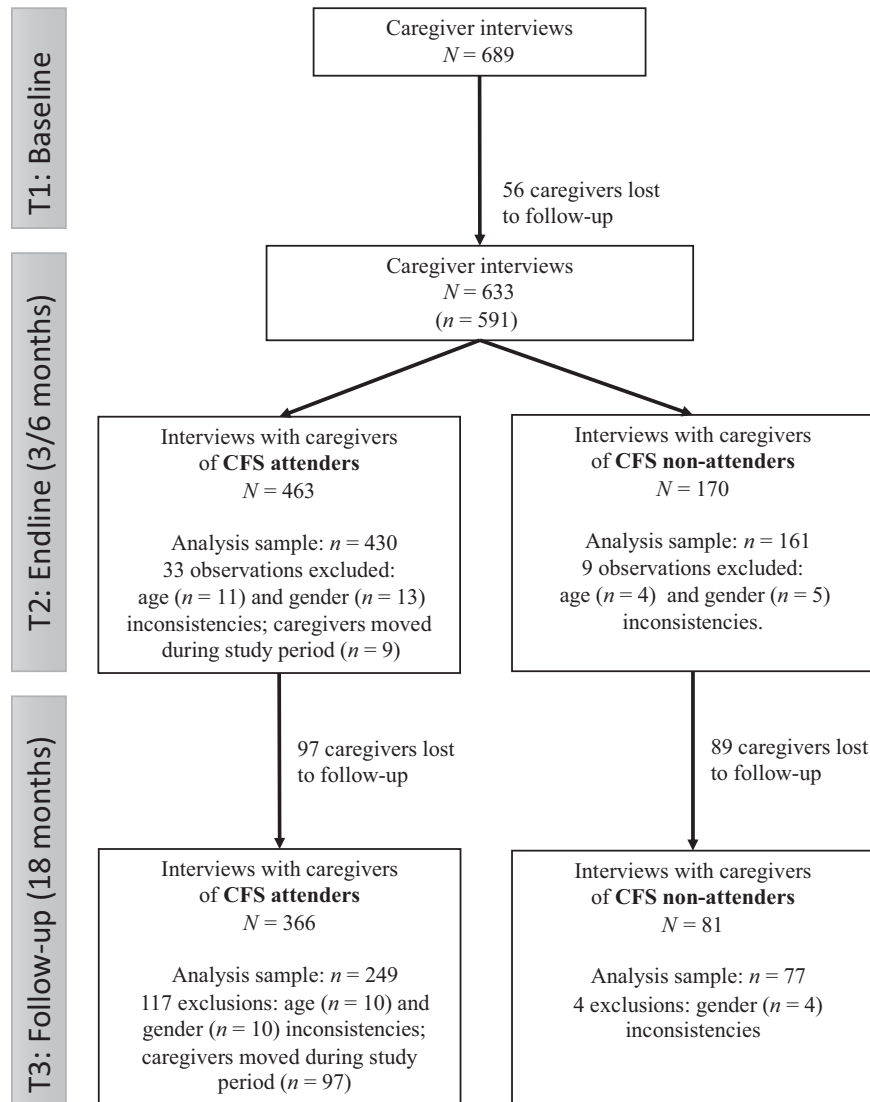 T1: Baseline
Caregiver interviews
N = 689
56 caregivers lost
to follow-up
T2: Endline (3/6 months)
Caregiver interviews
N = 633
(n = 591)
Interviews with caregivers
of CFS attenders
N = 463
Analysis sample: n = 430
33 observations excluded:
age (n = 11) and gender (n = 13)
inconsistencies; caregivers moved
during study period (n = 9)
Interviews with caregivers
of CFS non-attenders
N = 170
Analysis sample: n = 161
9 observations excluded:
age (n = 4) and gender (n = 5)
inconsistencies.
97 caregivers lost
to follow-up
89 caregivers lost
to follow-up
T3: Follow-up (18 months)
Interviews with caregivers
of CFS attenders
N = 366
Analysis sample: n = 249
117 exclusions: age (n = 10) and
gender (n = 10) inconsistencies;
caregivers moved during study
period (n = 97)
Interviews with caregivers
of CFS non-attenders
N = 81
Analysis sample: n = 77
4 exclusions: gender (n = 4)
inconsistencies